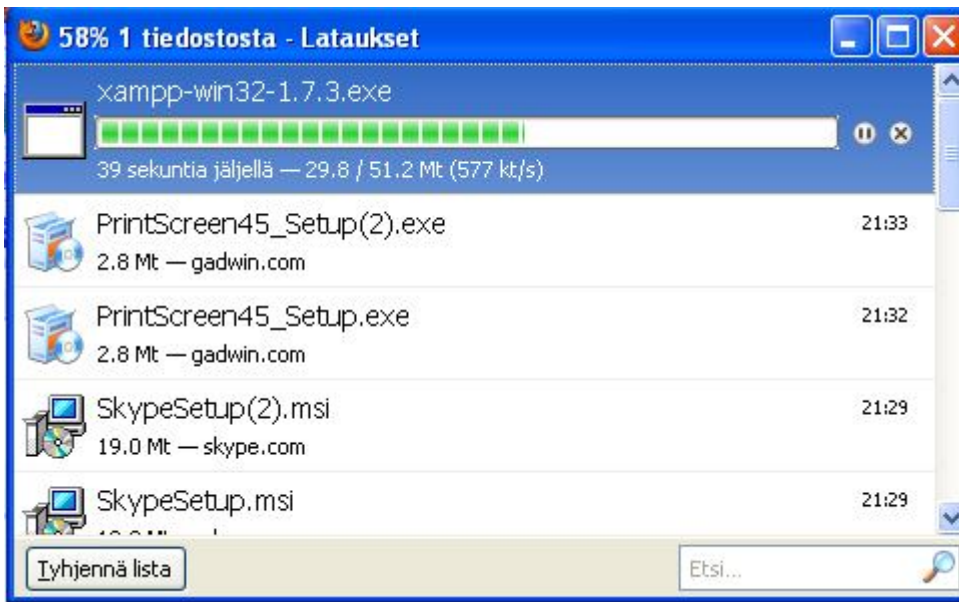 58% 1 tiedostosta - Lataukset
xampp-win32-1.7.3.exe
39 sekuntia jäljellä — 29.8 / 51.2 Mt (577 kt/s)
PrintScreen45_Setup(2).exe
21:33
2.8 Mt — gadwin.com
PrintScreen45_Setup.exe
21:32
2.8 Mt — gadwin.com
SkypeSetup(2).msi
21:29
19.0 Mt — skype.com
SkypeSetup.msi
21:29
Tyhjennä lista
Etsi...